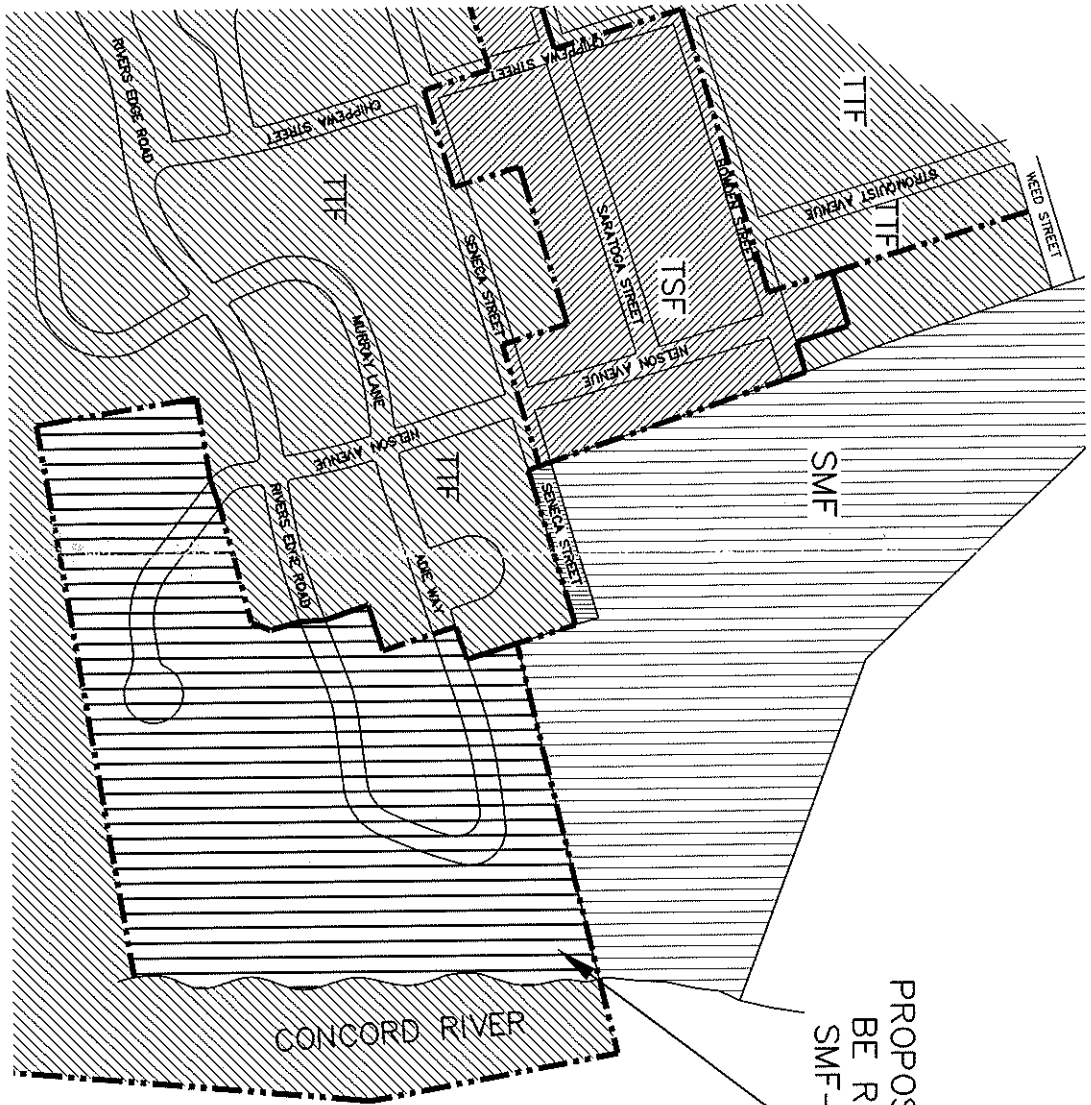 RIVERS EDGE ROAD
CHIPPEWA STREET
CHIPPEWA STREET
TTF
STRONQUIST AVENUE
WEED STREET
TTF
BOWEN STREET
TTF
SENECA STREET
SARATOGA STREET
TSF
NELSON AVENUE
MURRAY LANE
NELSON AVENUE
TTF
SMF
SENECA STREET
RIVERS EDGE ROAD
ADIE WAY
PROPOS
BE R
SMF-
CONCORD RIVER